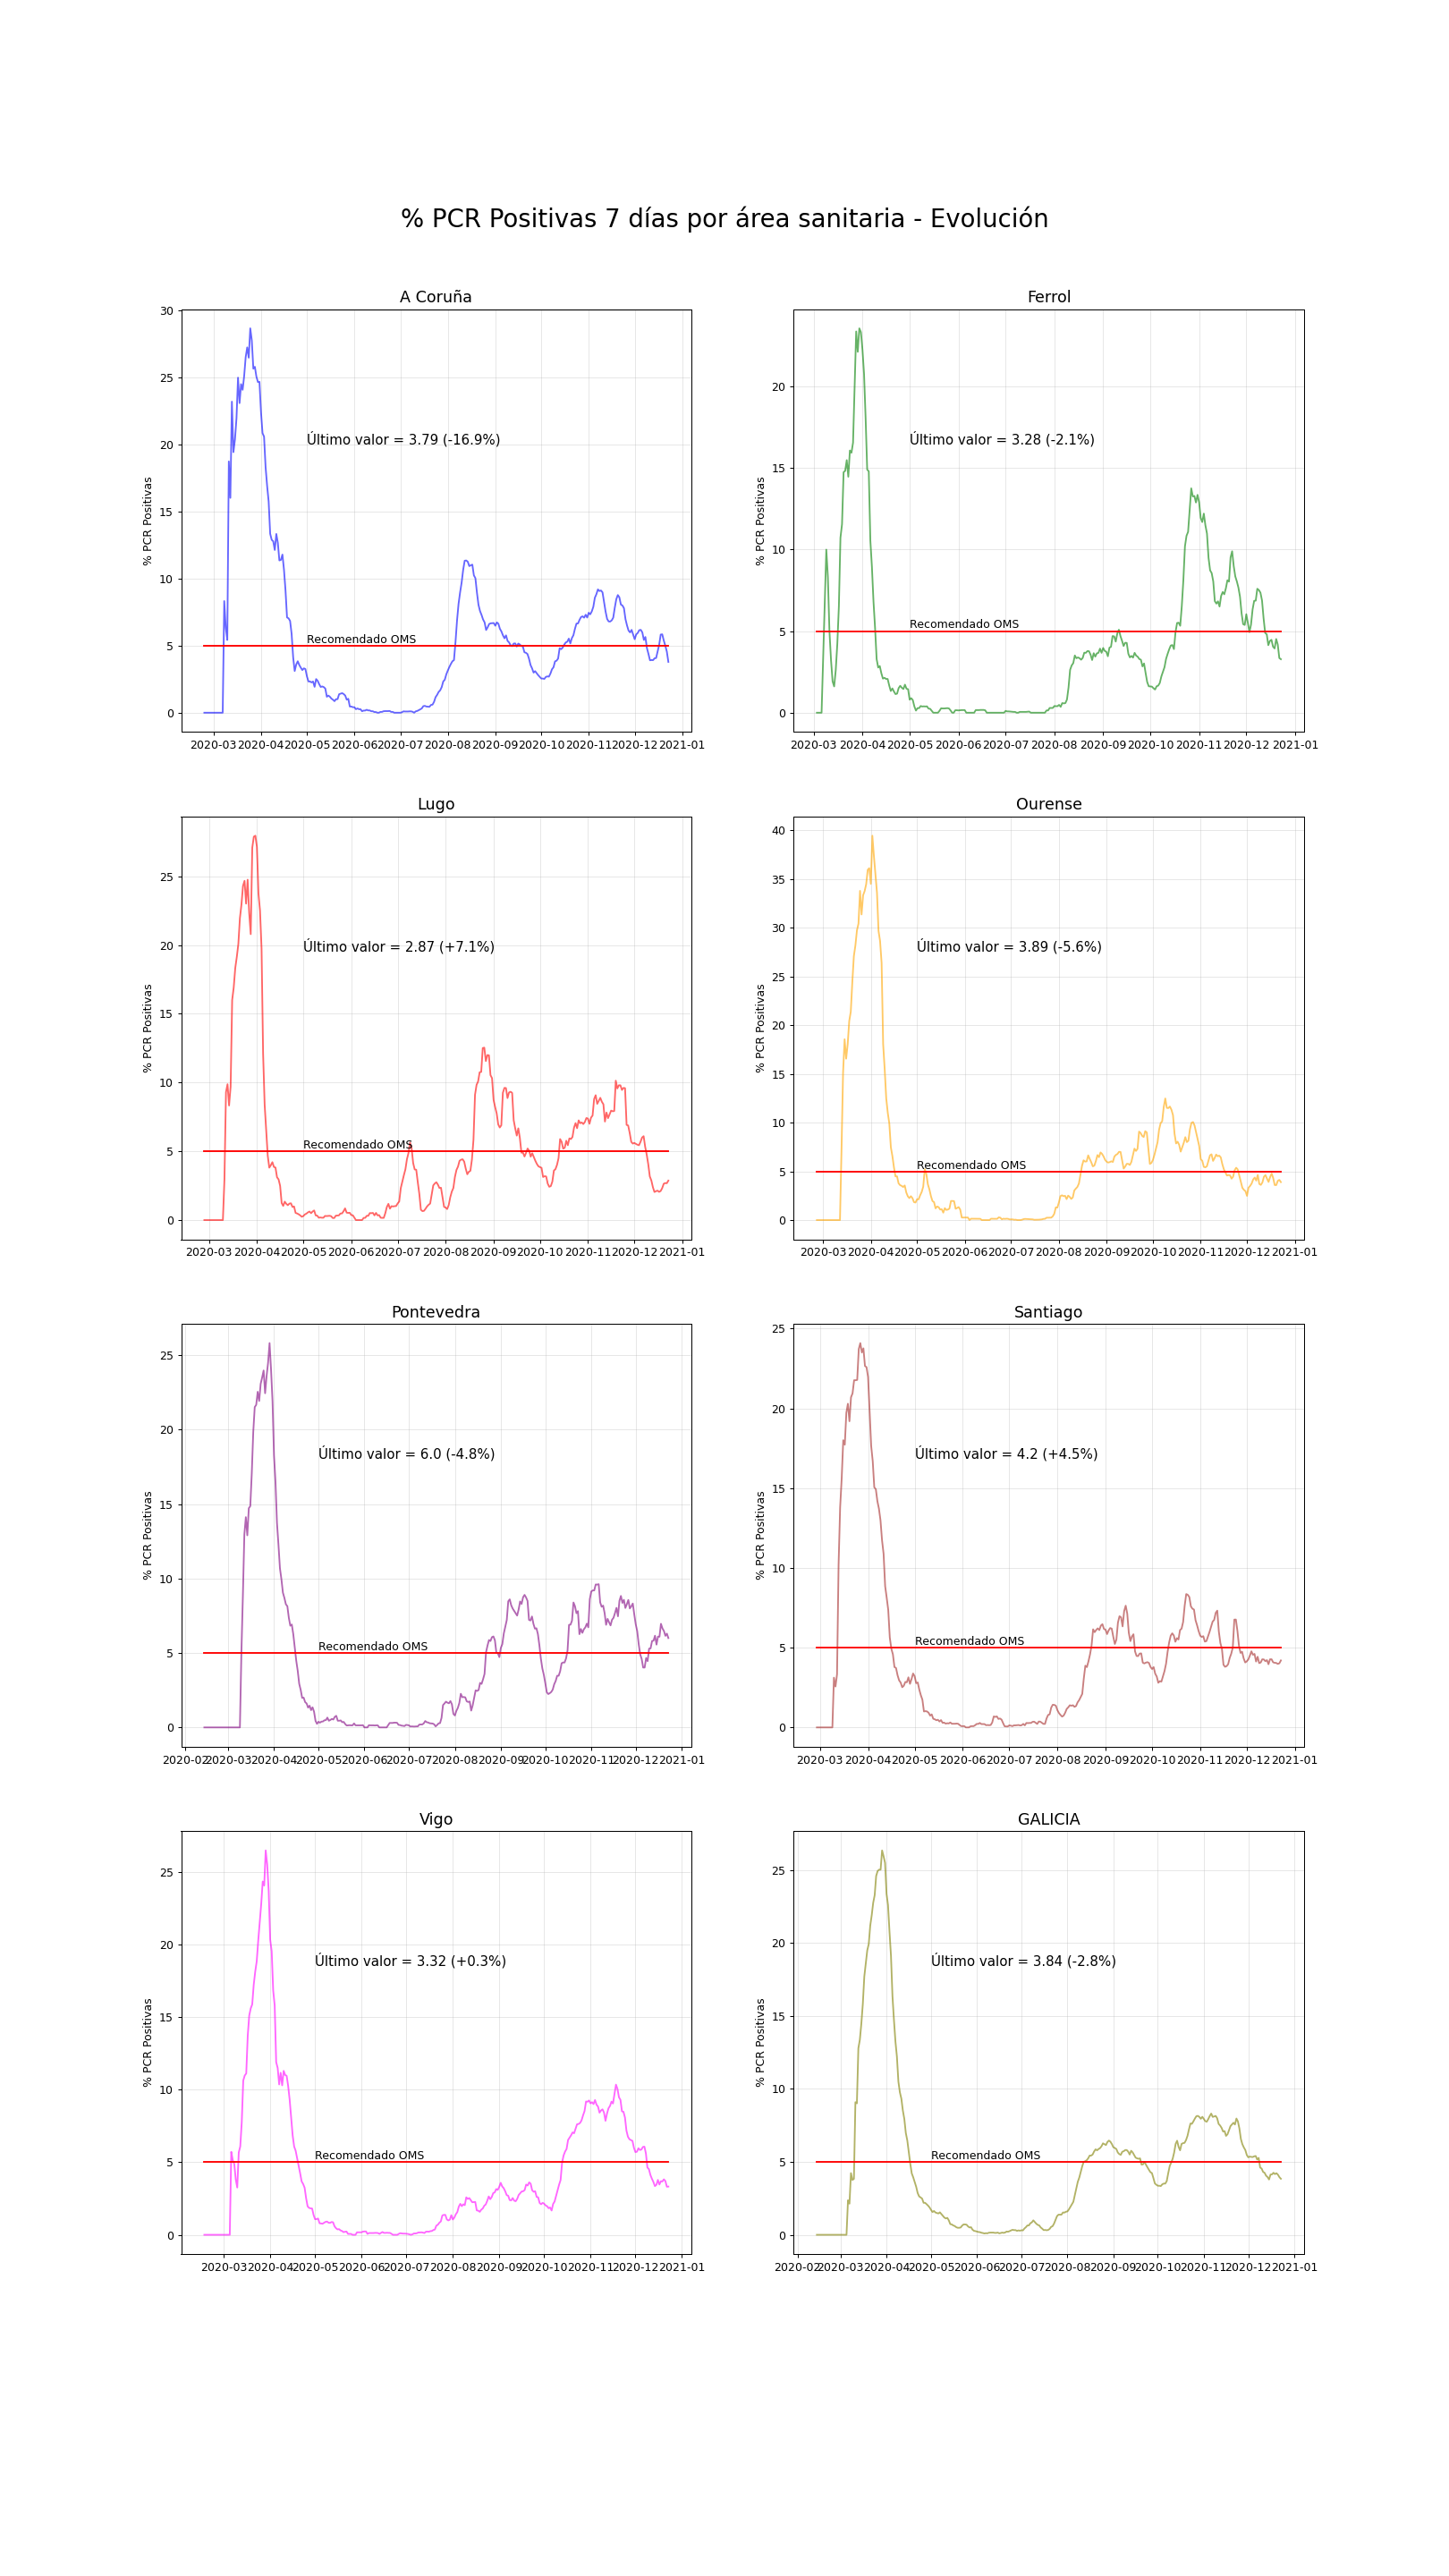 % PCR Positivas 7 días por área sanitaria - Evolución
A Coruña
30
25
20
15
10
5
0
% PCR Positivas
Último valor = 3.79 (-16.9%)
Recomendado OMS
2020-03 2020-04 2020-05 2020-06 2020-07 2020-08 2020-09 2020-10 2020-11 2020-12 2021-01
Ferrol
20
15
10
5
0
% PCR Positivas
Último valor = 3.28 (-2.1%)
Recomendado OMS
2020-03 2020-04 2020-05 2020-06 2020-07 2020-08 2020-09 2020-10 2020-11 2020-12 2021-01
Lugo
25
20
15
10
5
0
% PCR Positivas
Último valor = 2.87 (+7.1%)
Recomendado OMS
2020-03 2020-04 2020-05 2020-06 2020-07 2020-08 2020-09 2020-10 2020-11 2020-12 2021-01
Ourense
40
35
30
25
20
15
10
5
0
% PCR Positivas
Último valor = 3.89 (-5.6%)
Recomendado OMS
2020-03 2020-04 2020-05 2020-06 2020-07 2020-08 2020-09 2020-10 2020-11 2020-12 2021-01
Pontevedra
25
20
15
10
5
0
% PCR Positivas
Último valor = 6.0 (-4.8%)
Recomendado OMS
2020-02 2020-03 2020-04 2020-05 2020-06 2020-07 2020-08 2020-09 2020-10 2020-11 2020-12 2021-01
Santiago
25
20
15
10
5
0
% PCR Positivas
Último valor = 4.2 (+4.5%)
Recomendado OMS
2020-03 2020-04 2020-05 2020-06 2020-07 2020-08 2020-09 2020-10 2020-11 2020-12 2021-01
Vigo
25
20
15
10
5
0
% PCR Positivas
Último valor = 3.32 (+0.3%)
Recomendado OMS
2020-03 2020-04 2020-05 2020-06 2020-07 2020-08 2020-09 2020-10 2020-11 2020-12 2021-01
GALICIA
25
20
15
10
5
0
% PCR Positivas
Último valor = 3.84 (-2.8%)
Recomendado OMS
2020-02 2020-03 2020-04 2020-05 2020-06 2020-07 2020-08 2020-09 2020-10 2020-11 2020-12 2021-01